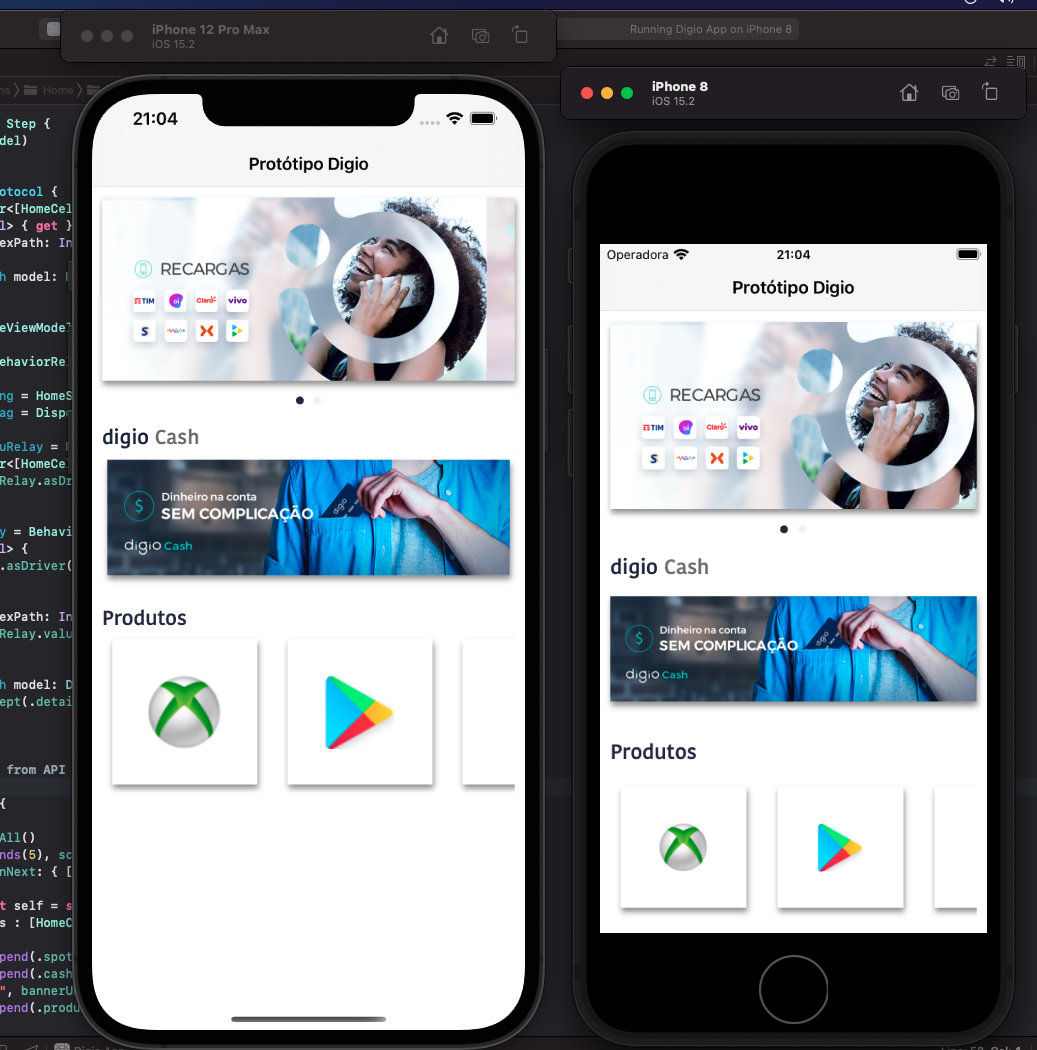 iPhone 12 Pro Max
iOS 15.2
Running Digio App on iPhone 8
iPhone 8
iOS 15.2
Home
Step {
del)
otocol {
r<[HomeCel
l> { get }
exPath: In
h model:
eViewModel
ehaviorRel
ng = HomeS
ag = Dispo
uRelay =
r<[HomeCel
Relay.asDr
y = Behavi
l> {
.asDriver(
exPath: In
Relay.valu
h model: D
ept(.detai
from API
{
All()
nds(5), sc
nNext: { [
t self = s
s : [HomeC
pend(.spot
pend(.cash
", bannerU
pend(.produ
Digio App
21:04
Protótipo Digio
RECARGAS
TIM
oi
Claro
vivo
digio Cash
Dinheiro na conta
SEM COMPLICAÇÃO
digio Cash
Produtos
Operadora
21:04
Protótipo Digio
RECARGAS
TIM
oi
Claro
vivo
digio Cash
Dinheiro na conta
SEM COMPLICAÇÃO
digio Cash
Produtos